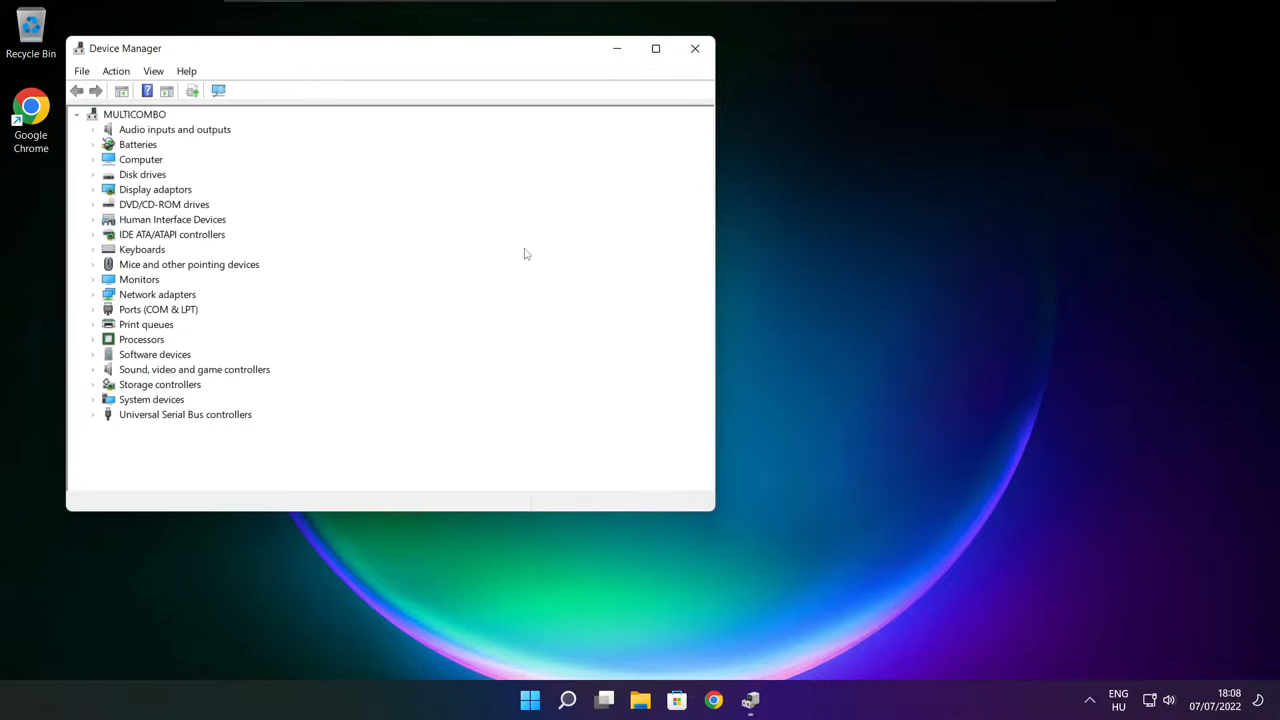 Recycle Bin
Google
Chrome
Device Manager
File Action View Help
MULTICOMBO
Audio inputs and outputs
Batteries
Computer
Disk drives
Display adaptors
DVD/CD-ROM drives
Human Interface Devices
IDE ATA/ATAPI controllers
Keyboards
Mice and other pointing devices
Monitors
Network adapters
Ports (COM & LPT)
Print queues
Processors
Software devices
Sound, video and game controllers
Storage controllers
System devices
Universal Serial Bus controllers
ENG
HU
18:08
07/07/2022